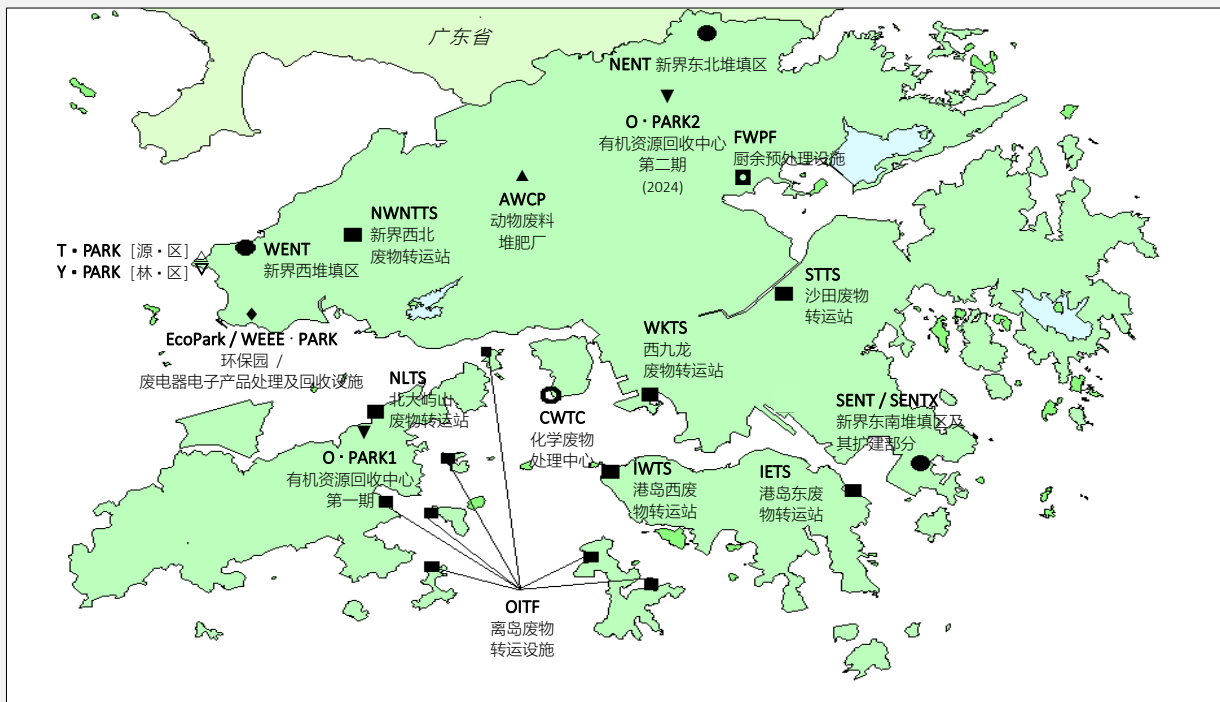 广东省
NENT 新界东北堆填区
O · PARK2
有机资源回收中心
第二期
(2024)
FWPF
厨余预处理设施
AWCP
动物废料
堆肥厂
NWNTTS
新界西北
废物转运站
WENT
新界西堆填区
T · PARK [源 · 区]
Y · PARK [林 · 区]
STTS
沙田废物
转运站
EcoPark / WEEE · PARK
环保园 /
废电器电子产品处理及回收设施
WKTS
西九龙
废物转运站
NLTS
北大屿山
废物转运站
CWTC
化学废物
处理中心
SENT / SENTX
新界东南堆填区及
其扩建部分
O · PARK1
有机资源回收中心
第一期
IWTS
港岛西废
物转运站
IETS
港岛东废
物转运站
OITF
离岛废物
转运设施